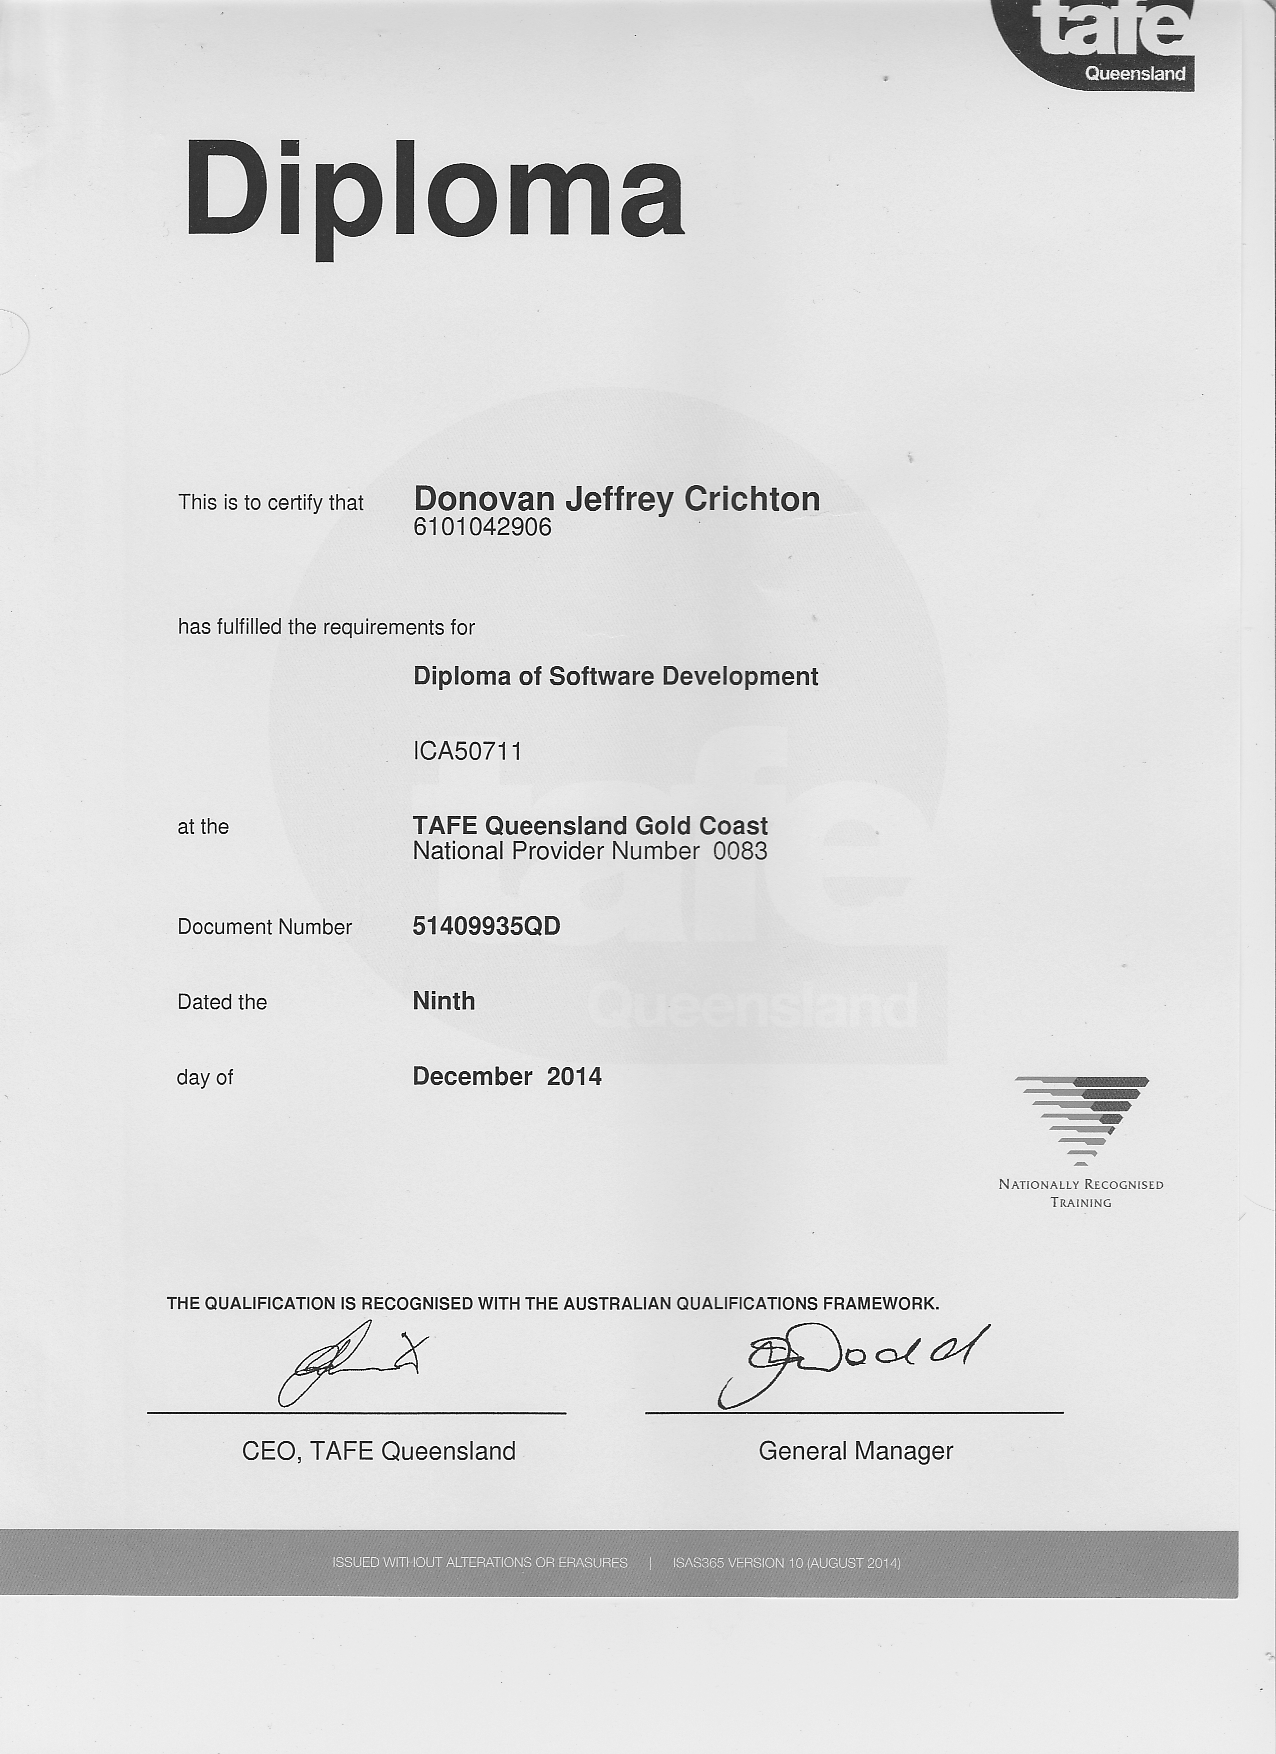 tafe
Queensland
Diploma
This is to certify that Donovan Jeffrey Crichton
6101042906
has fulfilled the requirements for
Diploma of Software Development
ICA50711
at the TAFE Queensland Gold Coast
National Provider Number 0083
Document Number 51409935QD
Dated the Ninth
day of December 2014
NATIONALLY RECOGNISED
TRAINING
THE QUALIFICATION IS RECOGNISED WITH THE AUSTRALIAN QUALIFICATIONS FRAMEWORK.
CEO, TAFE Queensland General Manager
ISSUED WITHOUT ALTERATIONS OR ERASURES | ISAS365 VERSION 10 (AUGUST 2014)